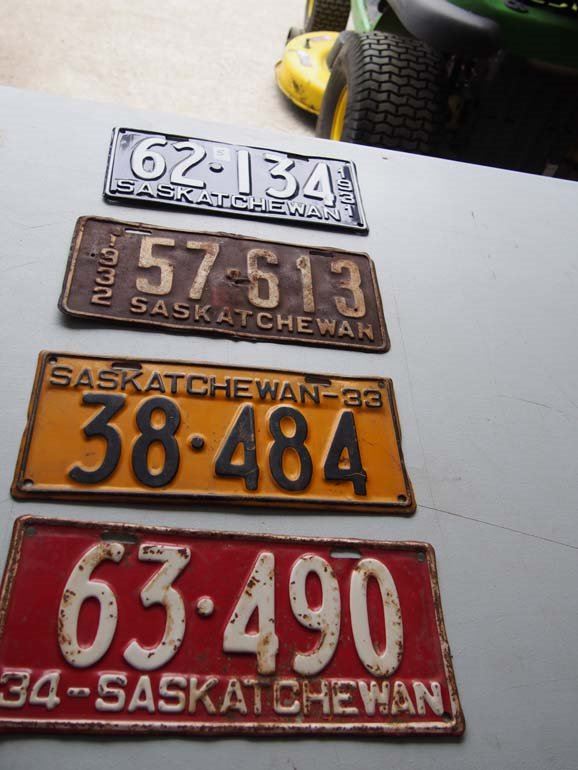 62·134
SASKATCHEWAN 1931
1932 57·613
SASKATCHEWAN
SASKATCHEWAN-33
38·484
63·490
34-SASKATCHEWAN